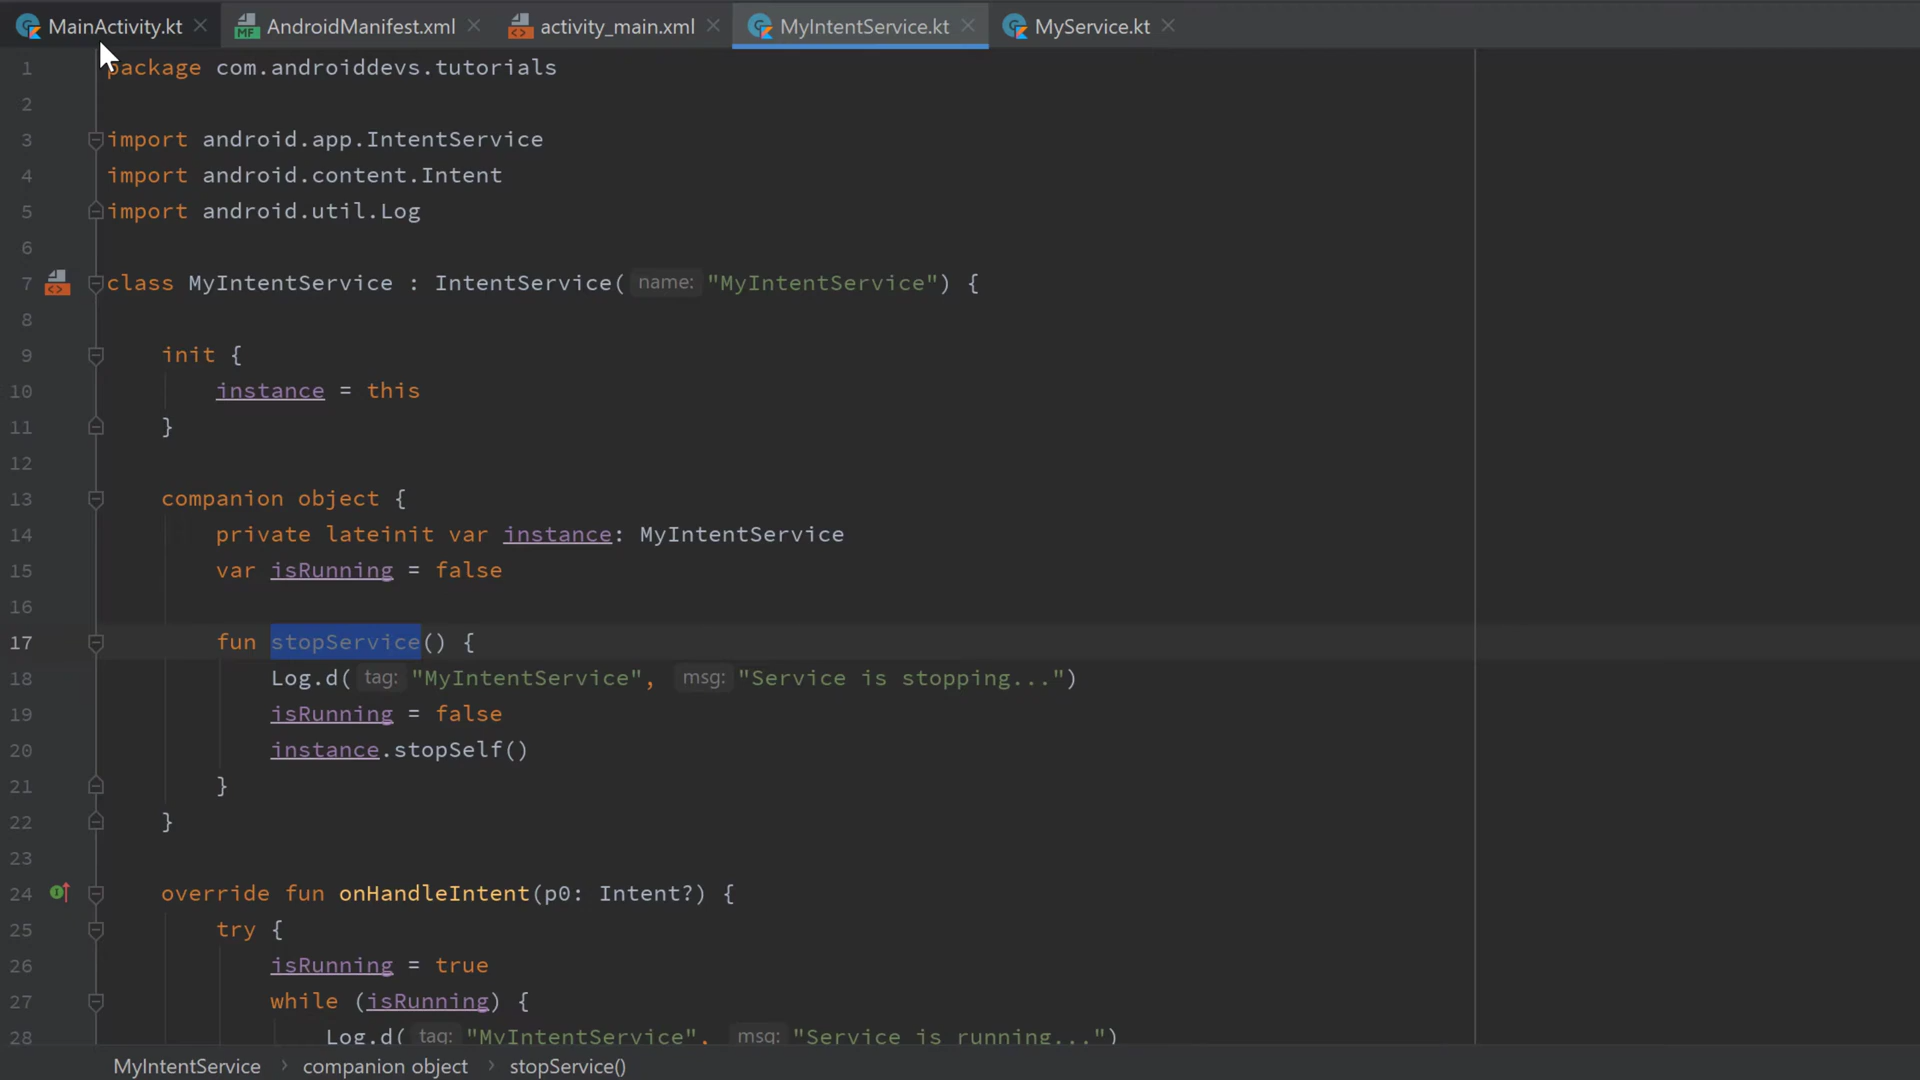 MainActivity.kt AndroidManifest.xml activity_main.xml MyIntentService.kt MyService.kt
1 package com.androiddevs.tutorials
2
3 import android.app.IntentService
4 import android.content.Intent
5 import android.util.Log
6
7 class MyIntentService : IntentService( name: "MyIntentService") {
8
9 init {
10 instance = this
11 }
12
13 companion object {
14 private lateinit var instance: MyIntentService
15 var isRunning = false
16
17 fun stopService() {
18 Log.d( tag: "MyIntentService", msg: "Service is stopping...")
19 isRunning = false
20 instance.stopSelf()
21 }
22 }
23
24 override fun onHandleIntent(p0: Intent?) {
25 try {
26 isRunning = true
27 while (isRunning) {
28 Log.d( tag: "MyIntentService", msg: "Service is running...")
MyIntentService › companion object › stopService()